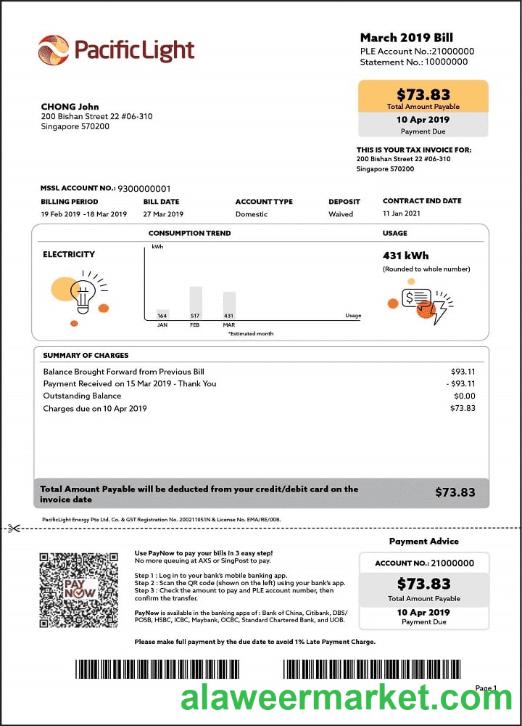 PacificLight
March 2019 Bill
PLE Account No.:21000000
Statement No.: 10000000
$73.83
Total Amount Payable
10 Apr 2019
Payment Due
CHONG John
200 Bishan Street 22 #06-310
Singapore 570200
THIS IS YOUR TAX INVOICE FOR:
200 Bishan Street 22 #06-310
Singapore 570200
MSSL ACCOUNT NO.: 9300000001
BILLING PERIOD BILL DATE ACCOUNT TYPE DEPOSIT CONTRACT END DATE
19 Feb 2019 -18 Mar 2019 27 Mar 2019 Domestic Waived 11 Jan 2021
CONSUMPTION TREND USAGE
kWh
ELECTRICITY
431 kWh
(Rounded to whole number)
$
164 517 431 Usage
JAN FEB MAR
*Estimated month
SUMMARY OF CHARGES
Balance Brought Forward from Previous Bill $93.11
Payment Received on 15 Mar 2019 - Thank You - $93.11
Outstanding Balance $0.00
Charges due on 10 Apr 2019 $73.83
Total Amount Payable will be deducted from your credit/debit card on the
invoice date
$73.83
PacificLight Energy Pte Ltd. Co. & GST Registration No. 200211051N & License No. EMA/RE/008.
Payment Advice
Use PayNow to pay your bills in 3 easy step!
No more queuing at AXS or SingPost to pay.
Step 1 : Log in to your bank's mobile banking app.
Step 2 : Scan the QR code (shown on the left) using your bank's app.
Step 3 : Check the amount to pay and PLE account number, then
confirm the transfer.
PayNow is available in the banking apps of : Bank of China, Citibank, DBS/
POSB, HSBC, ICBC, Maybank, OCBC, Standard Chartered Bank, and UOB.
PAY
NOW
ACCOUNT NO.: 21000000
$73.83
Total Amount Payable
10 Apr 2019
Payment Due
Please make full payment by the due date to avoid 1% Late Payment Charge.
Page 1
alaweermarket.com